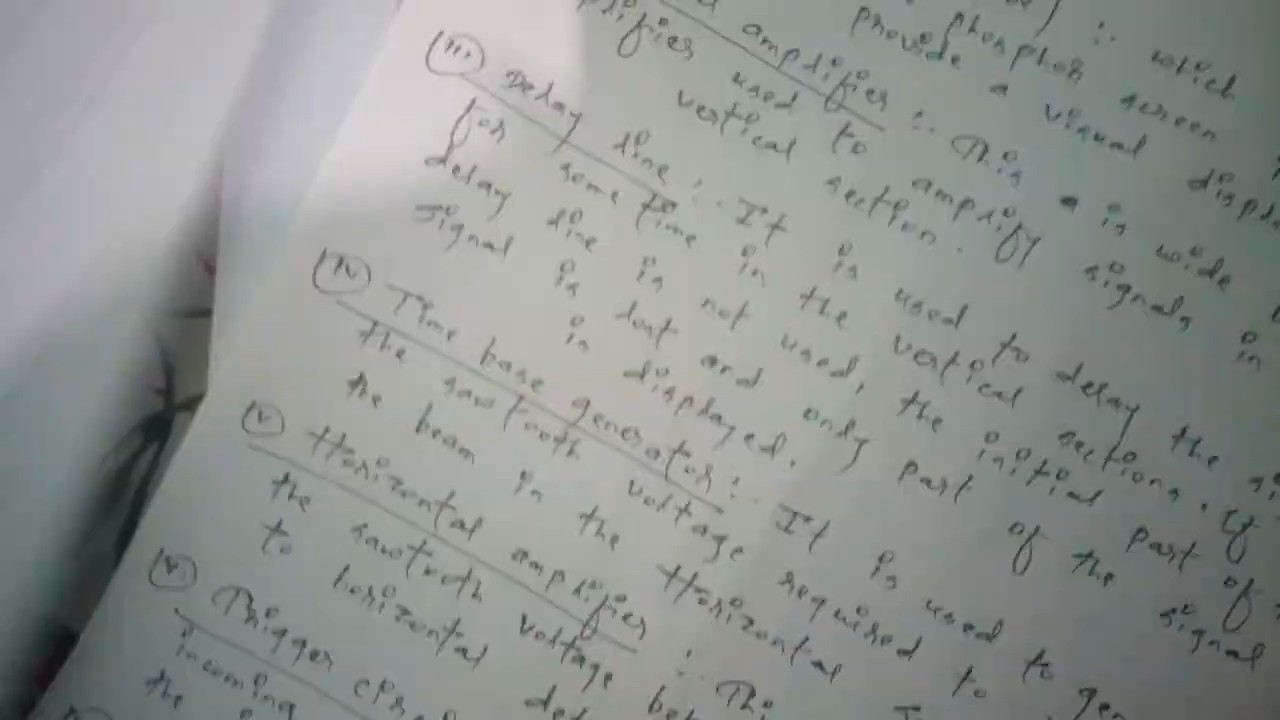 : which
phosphor screen
provide a visual displ
amplifier :- This is wide
used to amplify signals in
vertical section.
(iii) Delay line :- It is used to delay the
for some time in the vertical sections. If
delay line is not used, the initial part of
signal is lost and only part of the signal
is displayed.
(iv) Time base generator :- It is used to gen
the sawtooth voltage required to
the beam in the Horizontal
(v) Horizontal amplifier :- Thi
the sawtooth voltage
to horizontal
(vi) Trigger
incoming
the